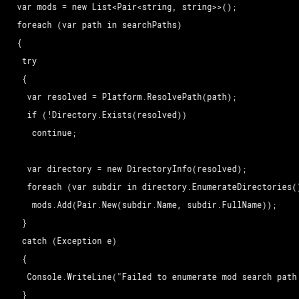 var mods = new List<Pair<string, string>>();
foreach (var path in searchPaths)
{
try
{
var resolved = Platform.ResolvePath(path);
if (!Directory.Exists(resolved))
continue;
var directory = new DirectoryInfo(resolved);
foreach (var subdir in directory.EnumerateDirectories()
mods.Add(Pair.New(subdir.Name, subdir.FullName));
}
catch (Exception e)
{
Console.WriteLine("Failed to enumerate mod search path
}